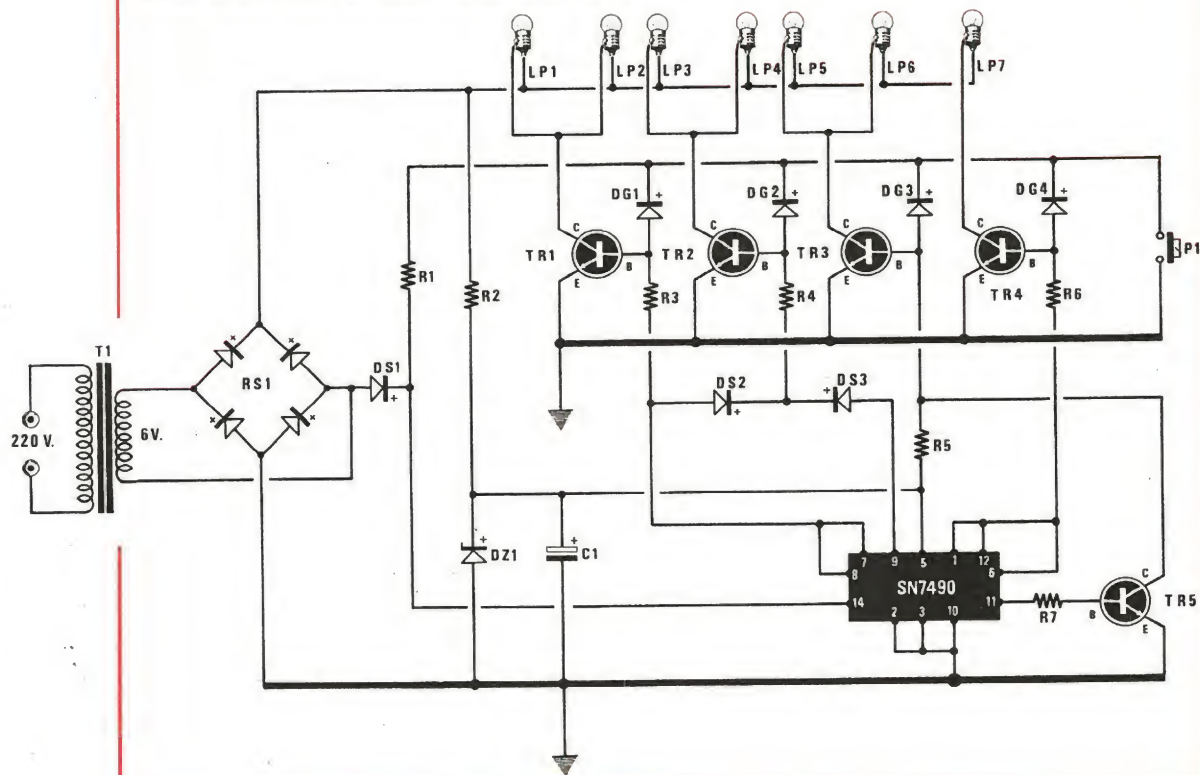 LP1 LP2 LP3 LP4 LP5 LP6 LP7
DG1 + DG2 + DG3 + DG4 +
C C C C
TR1 B TR2 B TR3 B B P1
E E E E
TR4
R1 R2 R3 R4 R6
T1
RS1 DS1 + DS2 + + DS3
220 V. 6V.
R5
+ DZ1 + C1
7 9 5 1 12
8 6
SN7490
14 11
2 3 10
R7 B C TR5
E